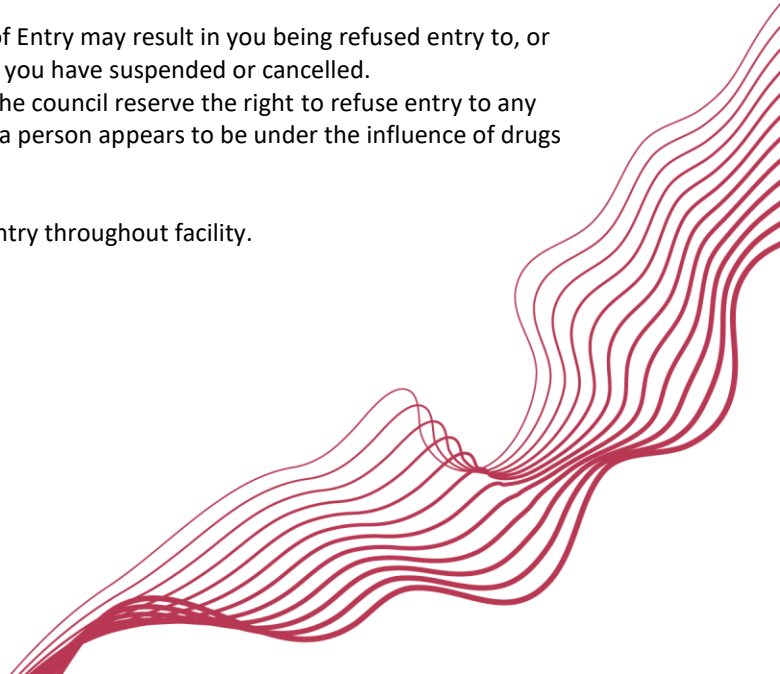 of Entry may result in you being refused entry to, or
you have suspended or cancelled.
he council reserve the right to refuse entry to any
a person appears to be under the influence of drugs
ntry throughout facility.